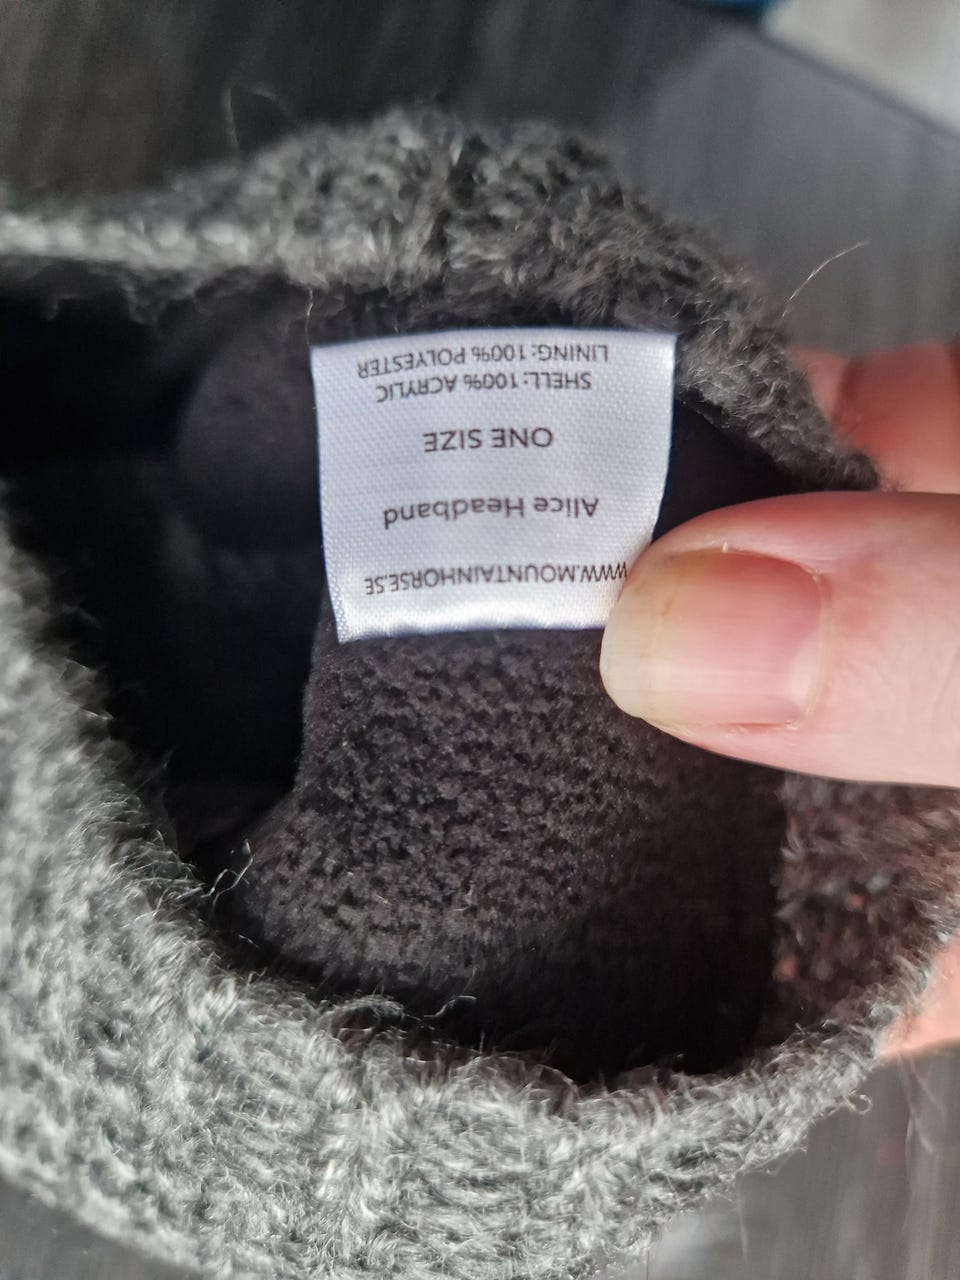 WWW.MOUNTAINHORSE.SE
Alice Headband
ONE SIZE
SHELL: 100% ACRYLIC
LINING: 100% POLYESTER